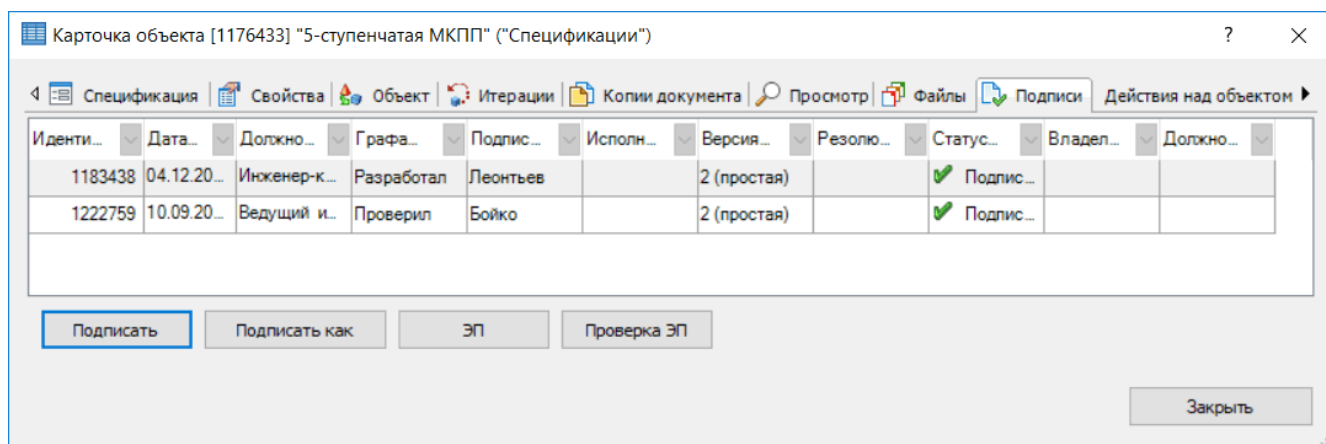 Карточка объекта [1176433] "5-ступенчатая МКПП" ("Спецификации") ?
Спецификация Свойства Объект Итерации Копии документа Просмотр Файлы Подписи Действия над объектом
Иденти... Дата... Должно... Графа... Подпис... Исполн... Версия... Резолю... Статус... Владел... Должно...
1183438 04.12.20... Инженер-к... Разработал Леонтьев 2 (простая) Подпис...
1222759 10.09.20... Ведущий и... Проверил Бойко 2 (простая) Подпис...
Подписать Подписать как ЭП Проверка ЭП
Закрыть